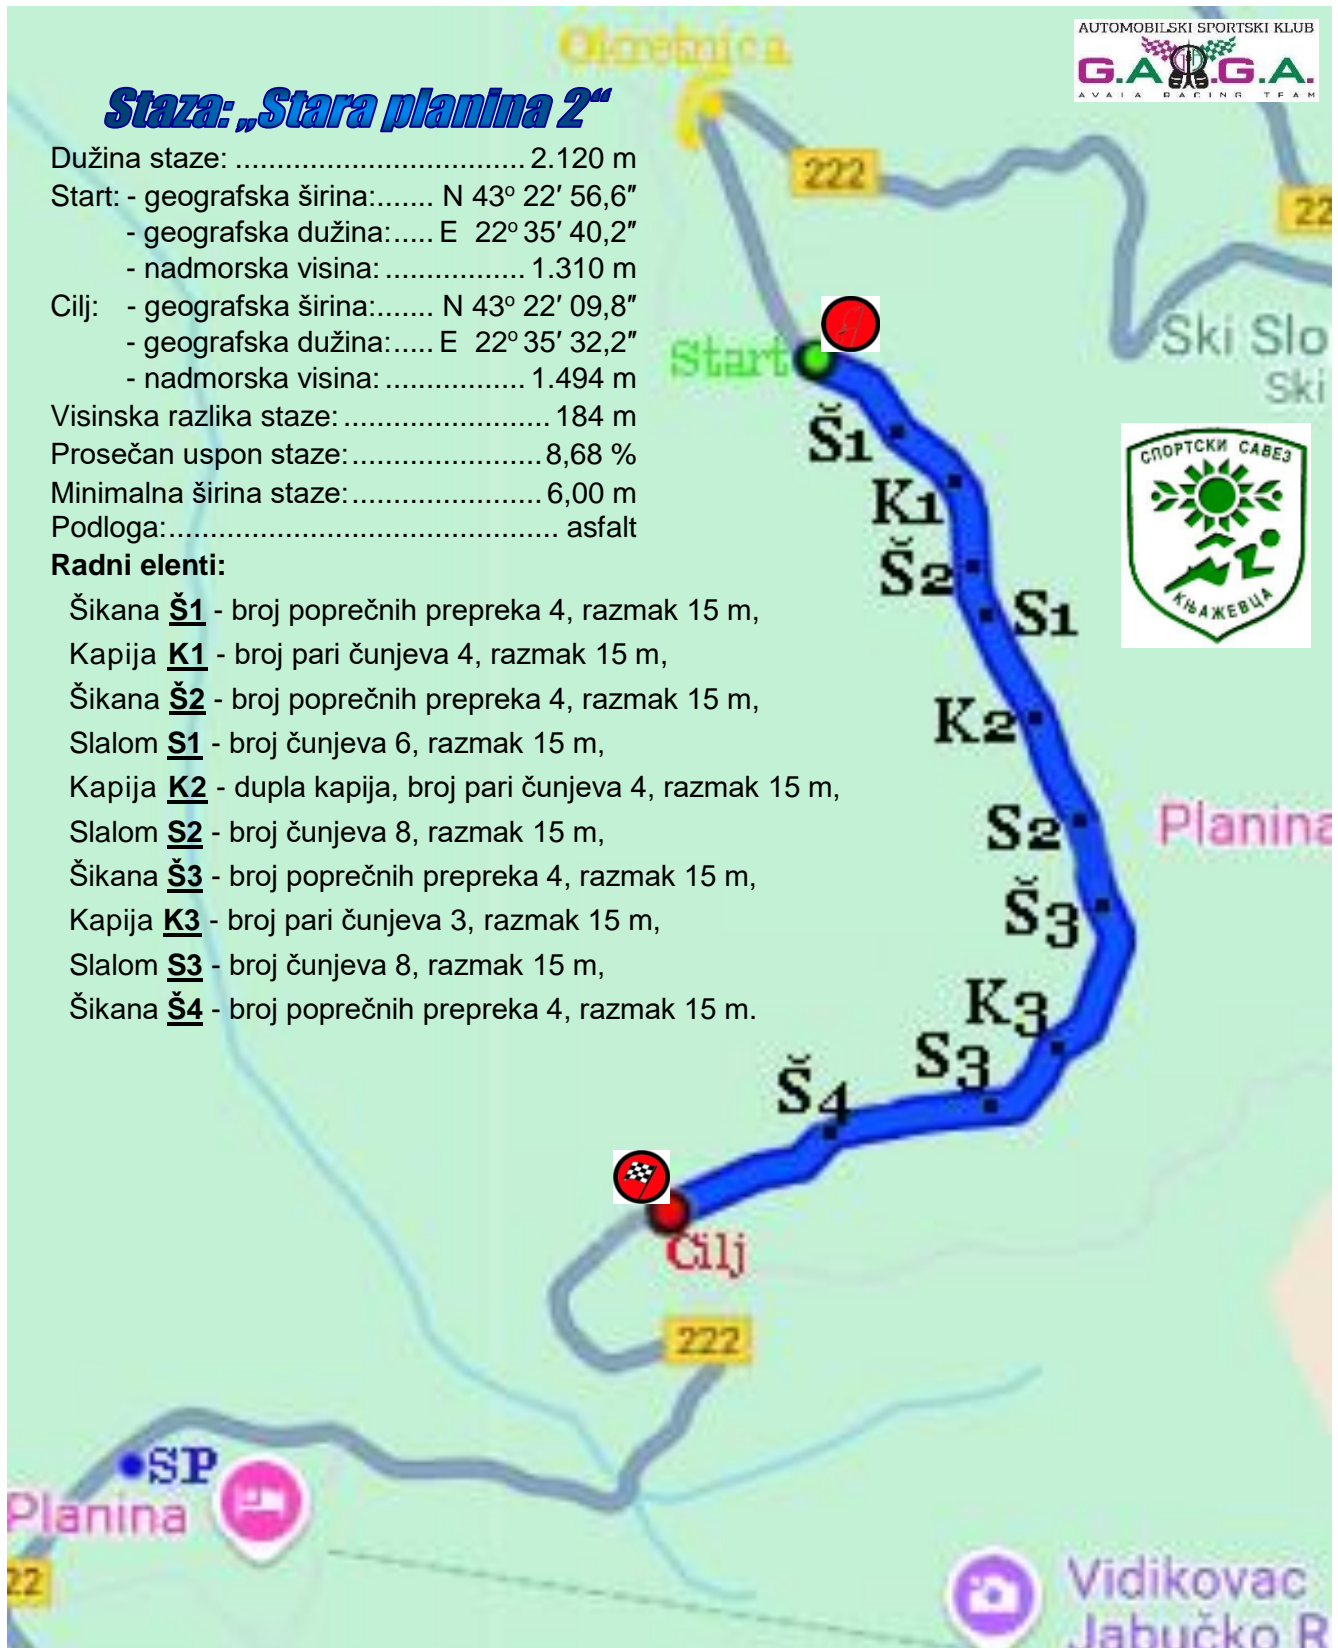 Okretnica
AUTOMOBILSKI SPORTSKI KLUB
G.A.G.A.
AVALA RACING TEAM
Staza: „Stara planina 2“
Dužina staze: .................................. 2.120 m
Start: - geografska širina:....... N 43° 22′ 56,6″
- geografska dužina:..... E 22° 35′ 40,2″
- nadmorska visina: ................. 1.310 m
Cilj: - geografska širina:....... N 43° 22′ 09,8″
- geografska dužina:..... E 22° 35′ 32,2″
- nadmorska visina: ................. 1.494 m
Visinska razlika staze: ......................... 184 m
Prosečan uspon staze:....................... 8,68 %
Minimalna širina staze:....................... 6,00 m
Podloga:............................................... asfalt
Radni elenti:
Šikana Š1 - broj poprečnih prepreka 4, razmak 15 m,
Kapija K1 - broj pari čunjeva 4, razmak 15 m,
Šikana Š2 - broj poprečnih prepreka 4, razmak 15 m,
Slalom S1 - broj čunjeva 6, razmak 15 m,
Kapija K2 - dupla kapija, broj pari čunjeva 4, razmak 15 m,
Slalom S2 - broj čunjeva 8, razmak 15 m,
Šikana Š3 - broj poprečnih prepreka 4, razmak 15 m,
Kapija K3 - broj pari čunjeva 3, razmak 15 m,
Slalom S3 - broj čunjeva 8, razmak 15 m,
Šikana Š4 - broj poprečnih prepreka 4, razmak 15 m.
222
22
Start
Ski Slo
Ski
Š1
СПОРТСКИ САВЕЗ
КЊАЖЕВЦА
K1
Š2
S1
K2
S2
Planina
Š3
K3
S3
Š4
Cilj
222
SP
Planina
22
Vidikovac
Jabučko R